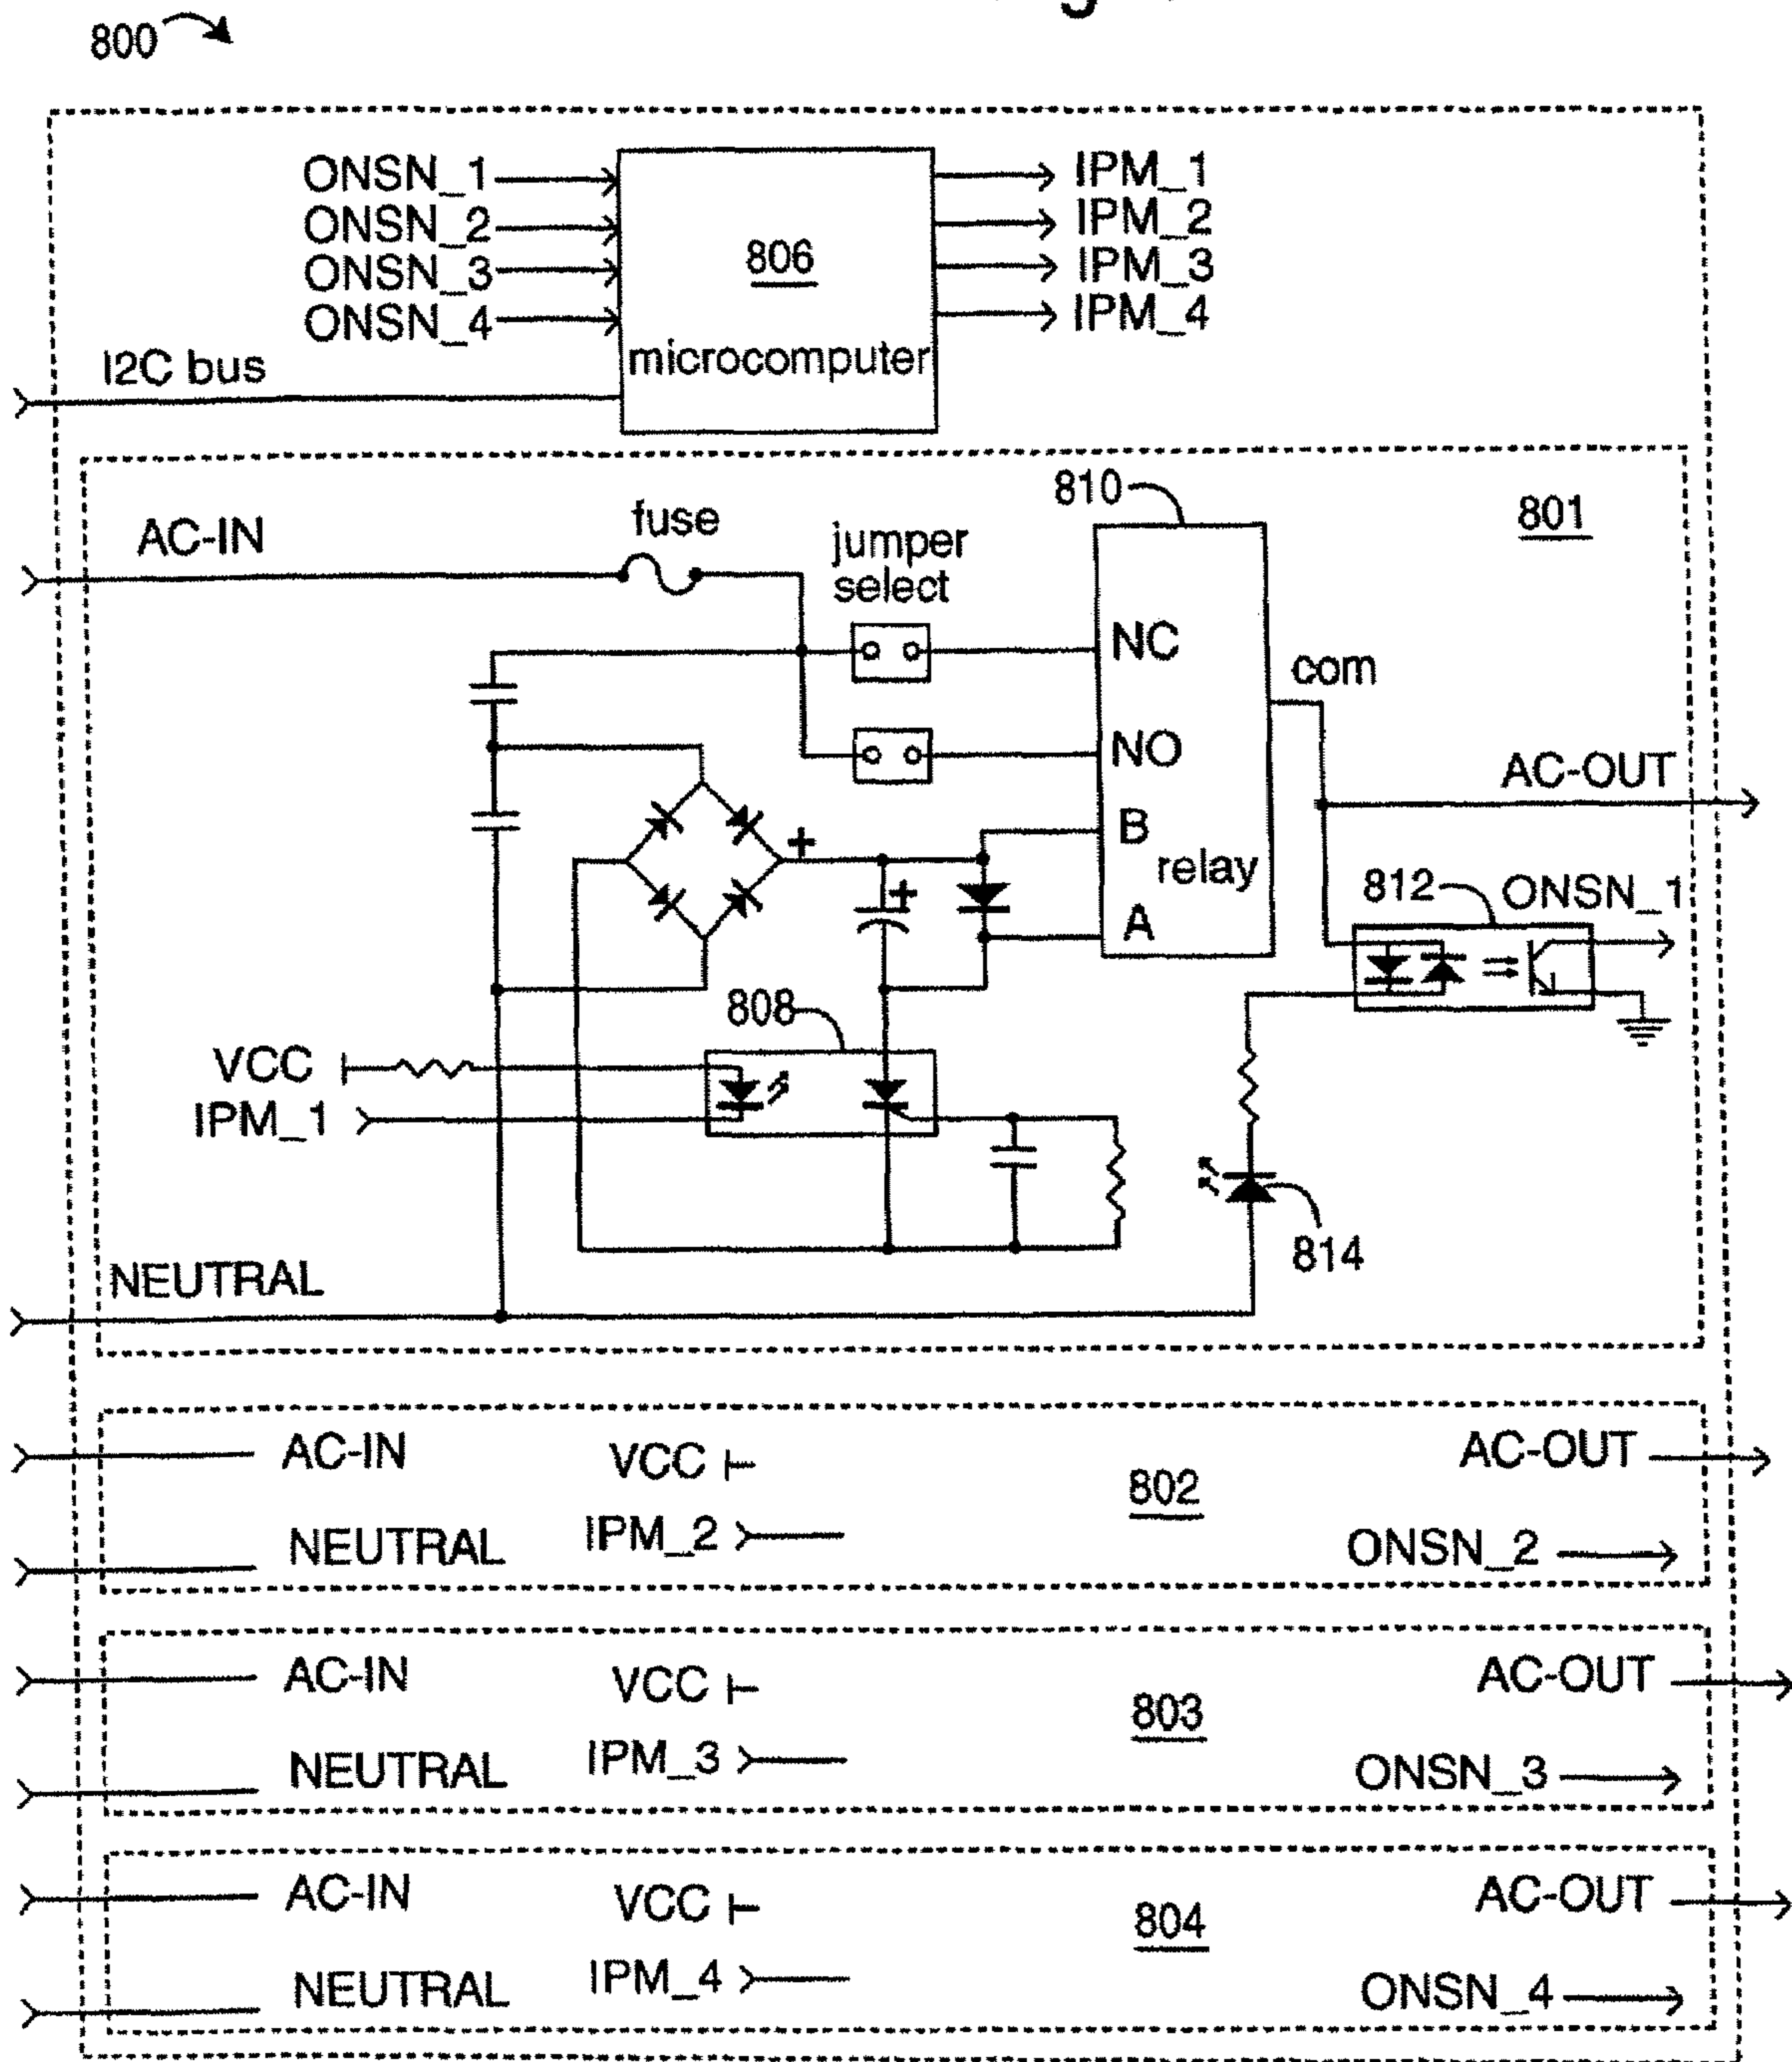 800
ONSN_1
ONSN_2
ONSN_3
ONSN_4
806
microcomputer
IPM_1
IPM_2
IPM_3
IPM_4
I2C bus
801
810
AC-IN
fuse
jumper
select
NC
NO
B
relay
A
com
AC-OUT
+
+
812
ONSN_1
808
VCC
IPM_1
814
NEUTRAL
AC-IN
VCC
802
AC-OUT
NEUTRAL
IPM_2
ONSN_2
AC-IN
VCC
803
AC-OUT
NEUTRAL
IPM_3
ONSN_3
AC-IN
VCC
804
AC-OUT
NEUTRAL
IPM_4
ONSN_4